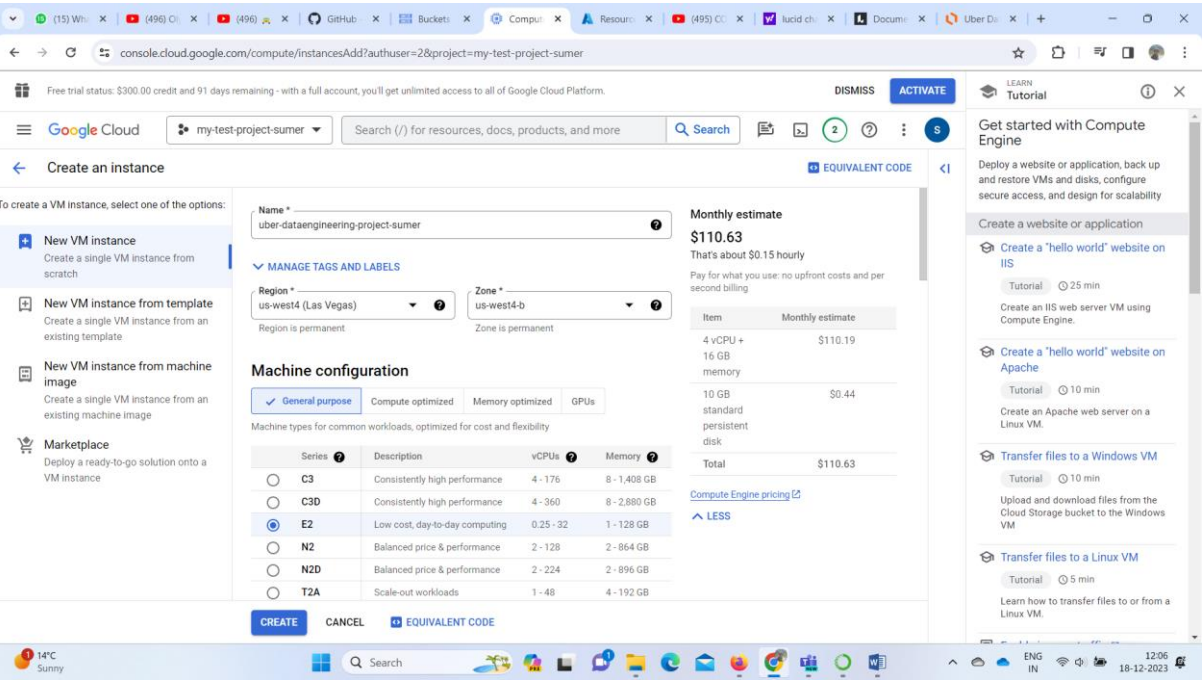 (15) Wha
(496) Ol
(496)
GitHub
Buckets
Comput
Resourc
(495) CC
lucid cha
Docume
Uber Da
console.cloud.google.com/compute/instancesAdd?authuser=2&project=my-test-project-sumer
Free trial status: $300.00 credit and 91 days remaining - with a full account, you'll get unlimited access to all of Google Cloud Platform.
DISMISS
ACTIVATE
Google Cloud
my-test-project-sumer
Search (/) for resources, docs, products, and more
Search
2
S
Create an instance
EQUIVALENT CODE
To create a VM instance, select one of the options:
New VM instance
Create a single VM instance from
scratch
New VM instance from template
Create a single VM instance from an
existing template
New VM instance from machine
image
Create a single VM instance from an
existing machine image
Marketplace
Deploy a ready-to-go solution onto a
VM instance
Name *
uber-dataengineering-project-sumer
MANAGE TAGS AND LABELS
Region *
us-west4 (Las Vegas)
Region is permanent
Zone *
us-west4-b
Zone is permanent
Machine configuration
General purpose
Compute optimized
Memory optimized
GPUs
Machine types for common workloads, optimized for cost and flexibility
Series Description vCPUs Memory
C3 Consistently high performance 4 - 176 8 - 1,408 GB
C3D Consistently high performance 4 - 360 8 - 2,880 GB
E2 Low cost, day-to-day computing 0.25 - 32 1 - 128 GB
N2 Balanced price & performance 2 - 128 2 - 864 GB
N2D Balanced price & performance 2 - 224 2 - 896 GB
T2A Scale-out workloads 1 - 48 4 - 192 GB
CREATE
CANCEL
EQUIVALENT CODE
Monthly estimate
$110.63
That's about $0.15 hourly
Pay for what you use: no upfront costs and per
second billing
Item Monthly estimate
4 vCPU + $110.19
16 GB
memory
10 GB $0.44
standard
persistent
disk
Total $110.63
Compute Engine pricing
LESS
LEARN
Tutorial
Get started with Compute
Engine
Deploy a website or application, back up
and restore VMs and disks, configure
secure access, and design for scalability
Create a website or application
Create a "hello world" website on
IIS
Tutorial 25 min
Create an IIS web server VM using
Compute Engine.
Create a "hello world" website on
Apache
Tutorial 10 min
Create an Apache web server on a
Linux VM.
Transfer files to a Windows VM
Tutorial 10 min
Upload and download files from the
Cloud Storage bucket to the Windows
VM
Transfer files to a Linux VM
Tutorial 5 min
Learn how to transfer files to or from a
Linux VM.
1
14°C
Sunny
Search
ENG
IN
12:06
18-12-2023